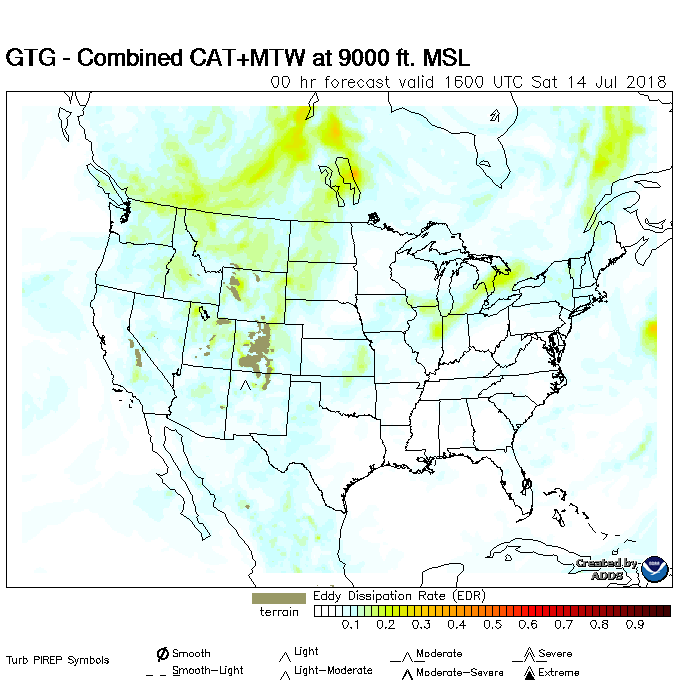 GTG - Combined CAT+MTW at 9000 ft. MSL
00 hr forecast valid 1600 UTC Sat 14 Jul 2018
Created by
ADDS
Eddy Dissipation Rate (EDR)
terrain
0.1 0.2 0.3 0.4 0.5 0.6 0.7 0.8 0.9
Turb PIREP Symbols
Smooth
Light
Moderate
Severe
Smooth-Light
Light-Moderate
Moderate-Severe
Extreme